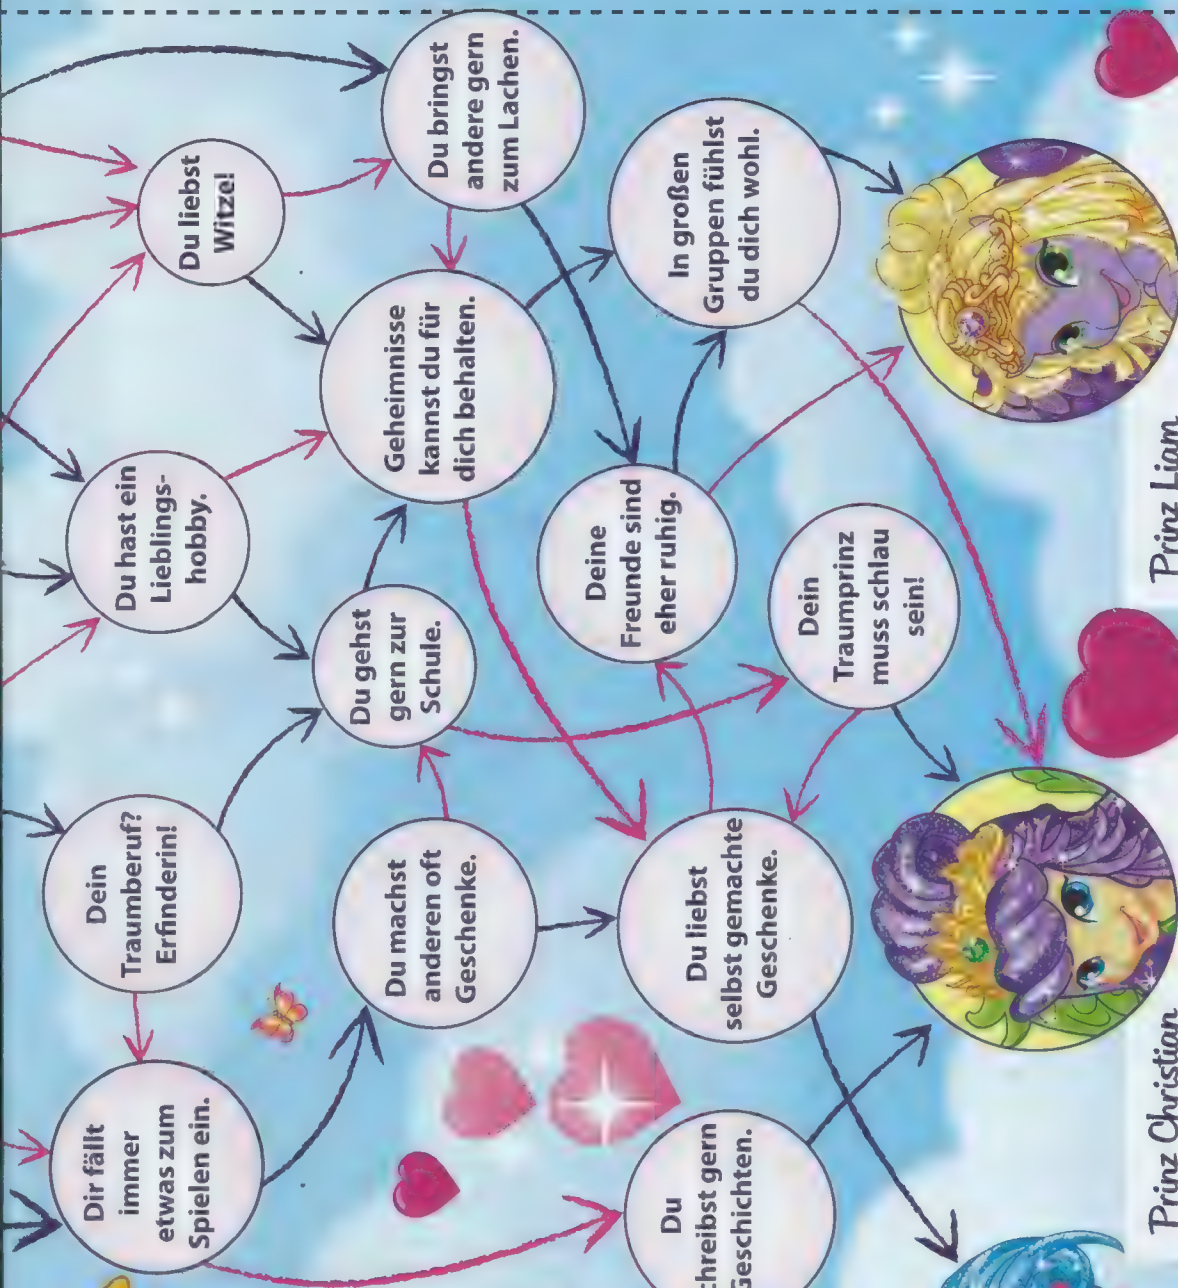 Dir fällt
immer
etwas zum
Spielen ein.
Dein
Traumberuf?
Erfinderin!
Du hast ein
Lieblings-
hobby.
Du liebst
Witze!
Du machst
anderen oft
Geschenke.
Du gehst
gern zur
Schule.
Geheimnisse
kannst du für
dich behalten.
Du bringst
andere gern
zum Lachen.
Du
chreibst gern
Geschichten.
Du liebst
selbst gemachte
Geschenke.
Deine
Freunde sind
eher ruhig.
In großen
Gruppen fühlst
du dich wohl.
Dein
Traumprinz
muss schlau
sein!
Prinz Christian
Prinz Liam